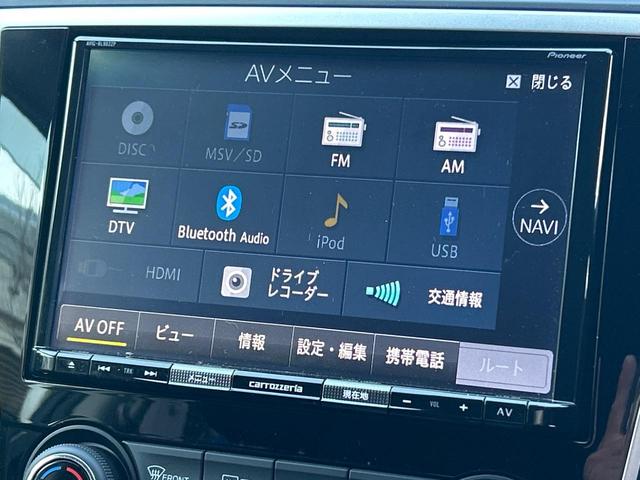 Pioneer
AVメニュー
閉じる
DISC
MSV/SD
FM
AM
DTV
Bluetooth Audio
iPod
USB
NAVI
HDMI
ドライブ
レコーダー
交通情報
AV OFF
ビュー
情報
設定・編集
携帯電話
ルート
TRK
carrozzeria
現在地
VOL
AV
FRONT